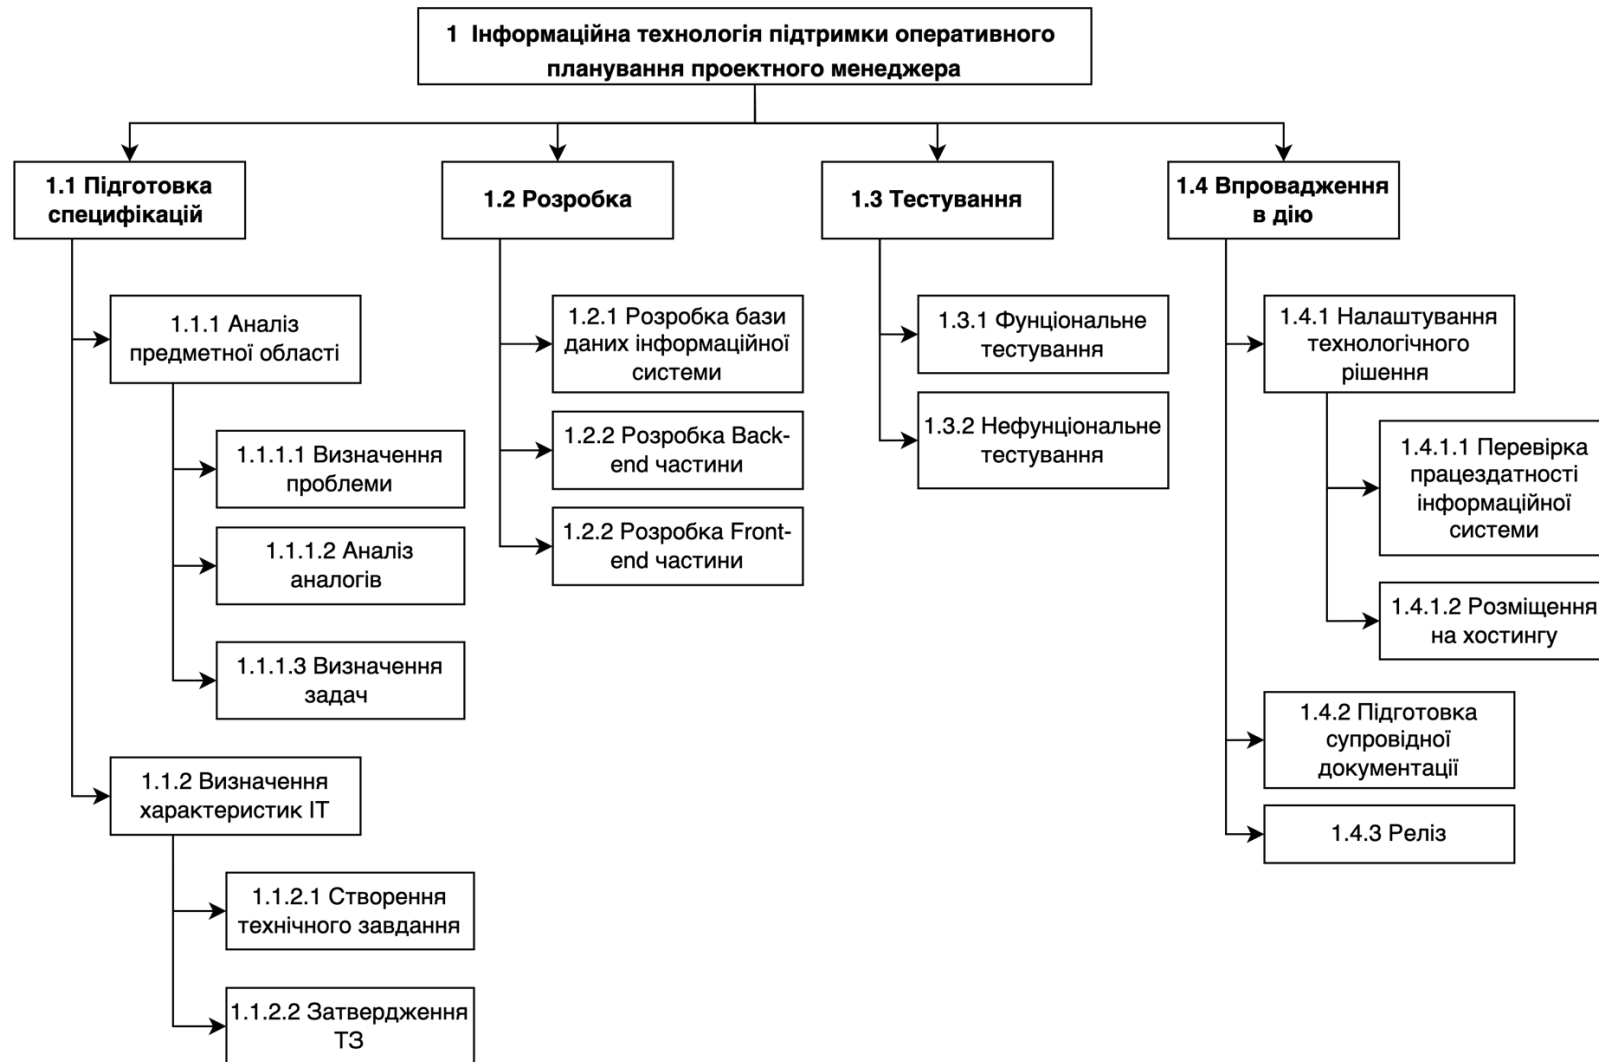 1  Інформаційна технологія підтримки оперативного
планування проектного менеджера
1.1 Підготовка
специфікацій
1.2 Розробка
1.3 Тестування
1.4 Впровадження
в дію
1.1.1 Аналіз
предметної області
1.1.1.1 Визначення
проблеми
1.1.1.2 Аналіз
аналогів
1.1.1.3 Визначення
задач
1.1.2 Визначення
характеристик ІТ
1.1.2.1 Створення
технічного завдання
1.1.2.2 Затвердження
ТЗ
1.2.1 Розробка бази
даних інформаційної
системи
1.2.2 Розробка Back-
end частини
1.2.2 Розробка Front-
end частини
1.3.1 Фунціональне
тестування
1.3.2 Нефунціональне
тестування
1.4.1 Налаштування
технологічного
рішення
1.4.1.1 Перевірка
працездатності
інформаційної
системи
1.4.1.2 Розміщення
на хостингу
1.4.2 Підготовка
супровідної
документації
1.4.3 Реліз